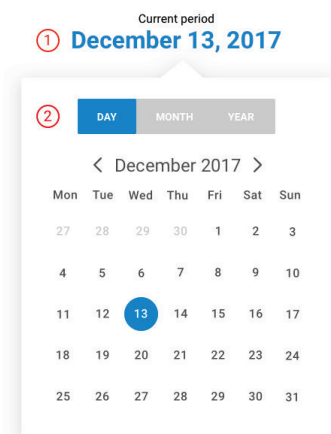 Current period
1 December 13, 2017
2 DAY MONTH YEAR
< December 2017 >
Mon Tue Wed Thu Fri Sat Sun
27 28 29 30 1 2 3
4 5 6 7 8 9 10
11 12 13 14 15 16 17
18 19 20 21 22 23 24
25 26 27 28 29 30 31